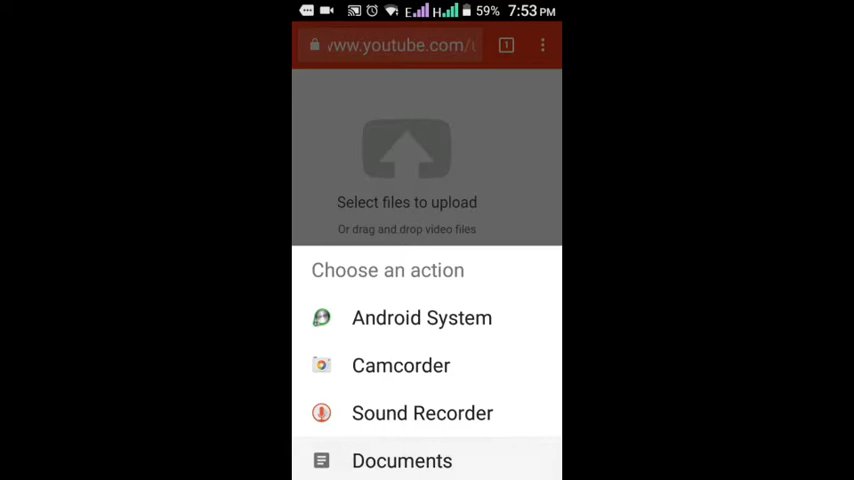 E H 59% 7:53 PM
www.youtube.com/u 1
Select files to upload
Or drag and drop video files
Choose an action
Android System
Camcorder
Sound Recorder
Documents